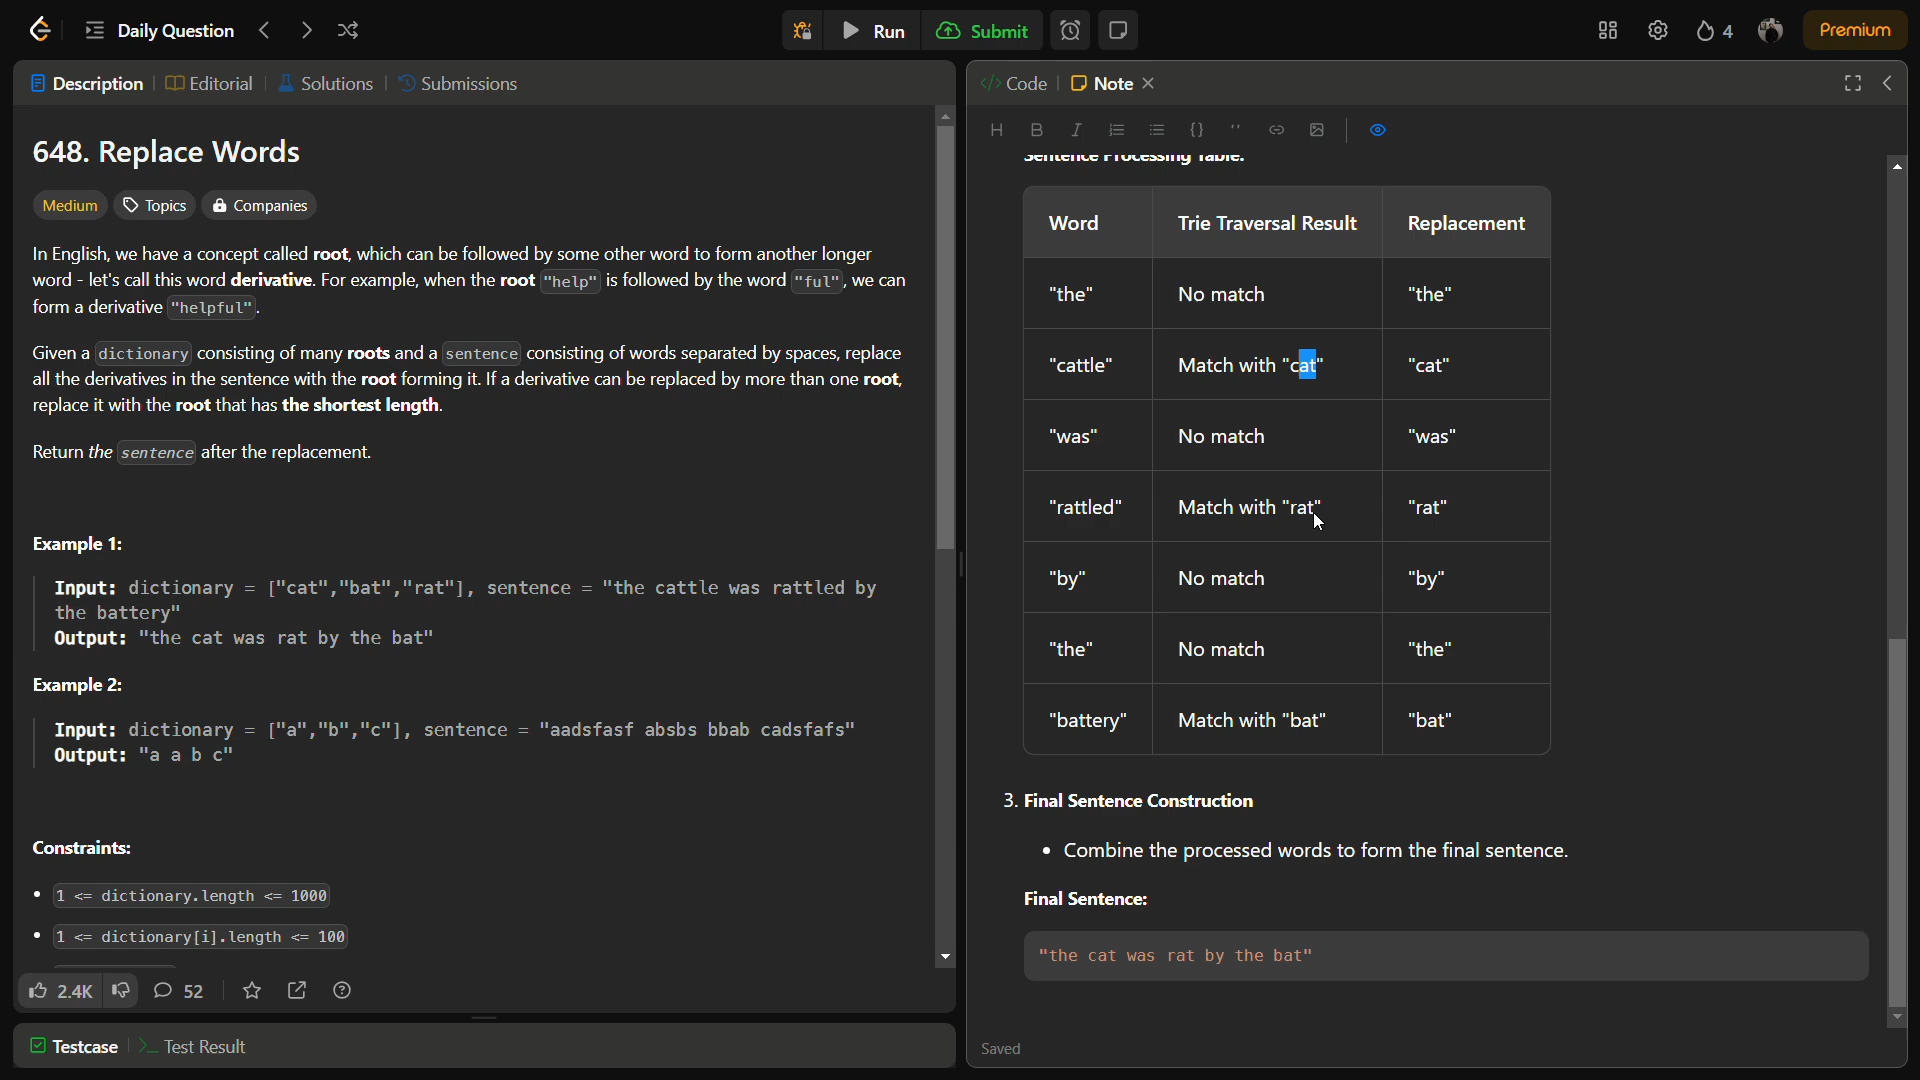 Daily Question
Run
Submit
4
Premium
Description
Editorial
Solutions
Submissions
648. Replace Words
Medium
Topics
Companies
In English, we have a concept called root, which can be followed by some other word to form another longer
word - let's call this word derivative. For example, when the root "help" is followed by the word "ful", we can
form a derivative "helpful".
Given a dictionary consisting of many roots and a sentence consisting of words separated by spaces, replace
all the derivatives in the sentence with the root forming it. If a derivative can be replaced by more than one root,
replace it with the root that has the shortest length.
Return the sentence after the replacement.
Example 1:
Input: dictionary = ["cat","bat","rat"], sentence = "the cattle was rattled by
the battery"
Output: "the cat was rat by the bat"
Example 2:
Input: dictionary = ["a","b","c"], sentence = "aadsfasf absbs bbab cadsfafs"
Output: "a a b c"
Constraints:
• 1 <= dictionary.length <= 1000
• 1 <= dictionary[i].length <= 100
2.4K
52
Testcase
Test Result
</> Code
Note
H B I {} "
Sentence Processing Table:
Word Trie Traversal Result Replacement
"the" No match "the"
"cattle" Match with "cat" "cat"
"was" No match "was"
"rattled" Match with "rat" "rat"
"by" No match "by"
"the" No match "the"
"battery" Match with "bat" "bat"
3. Final Sentence Construction
• Combine the processed words to form the final sentence.
Final Sentence:
"the cat was rat by the bat"
Saved